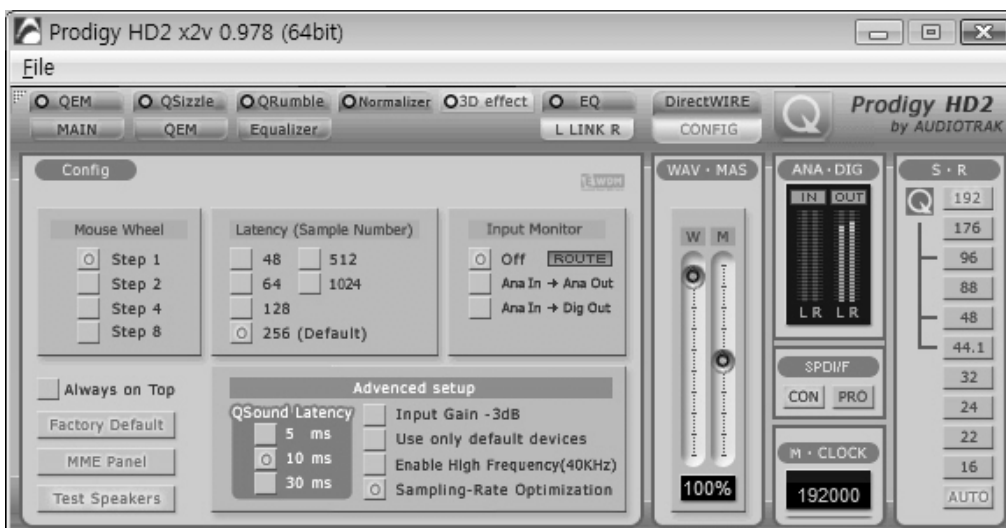 Prodigy HD2 x2v 0.978 (64bit)
File
QEM QSizzle QRumble Normalizer 3D effect EQ DirectWIRE
MAIN QEM Equalizer L LINK R CONFIG
Q
Prodigy HD2
by AUDIOTRAK
Config
Mouse Wheel
Step 1
Step 2
Step 4
Step 8
Latency (Sample Number)
48 512
64 1024
128
256 (Default)
Input Monitor
Off ROUTE
Ana In → Ana Out
Ana In → Dig Out
Always on Top
Factory Default
MME Panel
Test Speakers
Advanced setup
QSound Latency
5 ms
10 ms
30 ms
Input Gain -3dB
Use only default devices
Enable High Frequency(40KHz)
Sampling-Rate Optimization
WAV · MAS
W M
100%
ANA · DIG
IN OUT
L R L R
SPDI/F
CON PRO
M · CLOCK
192000
S · R
Q
192
176
96
88
48
44.1
32
24
22
16
AUTO